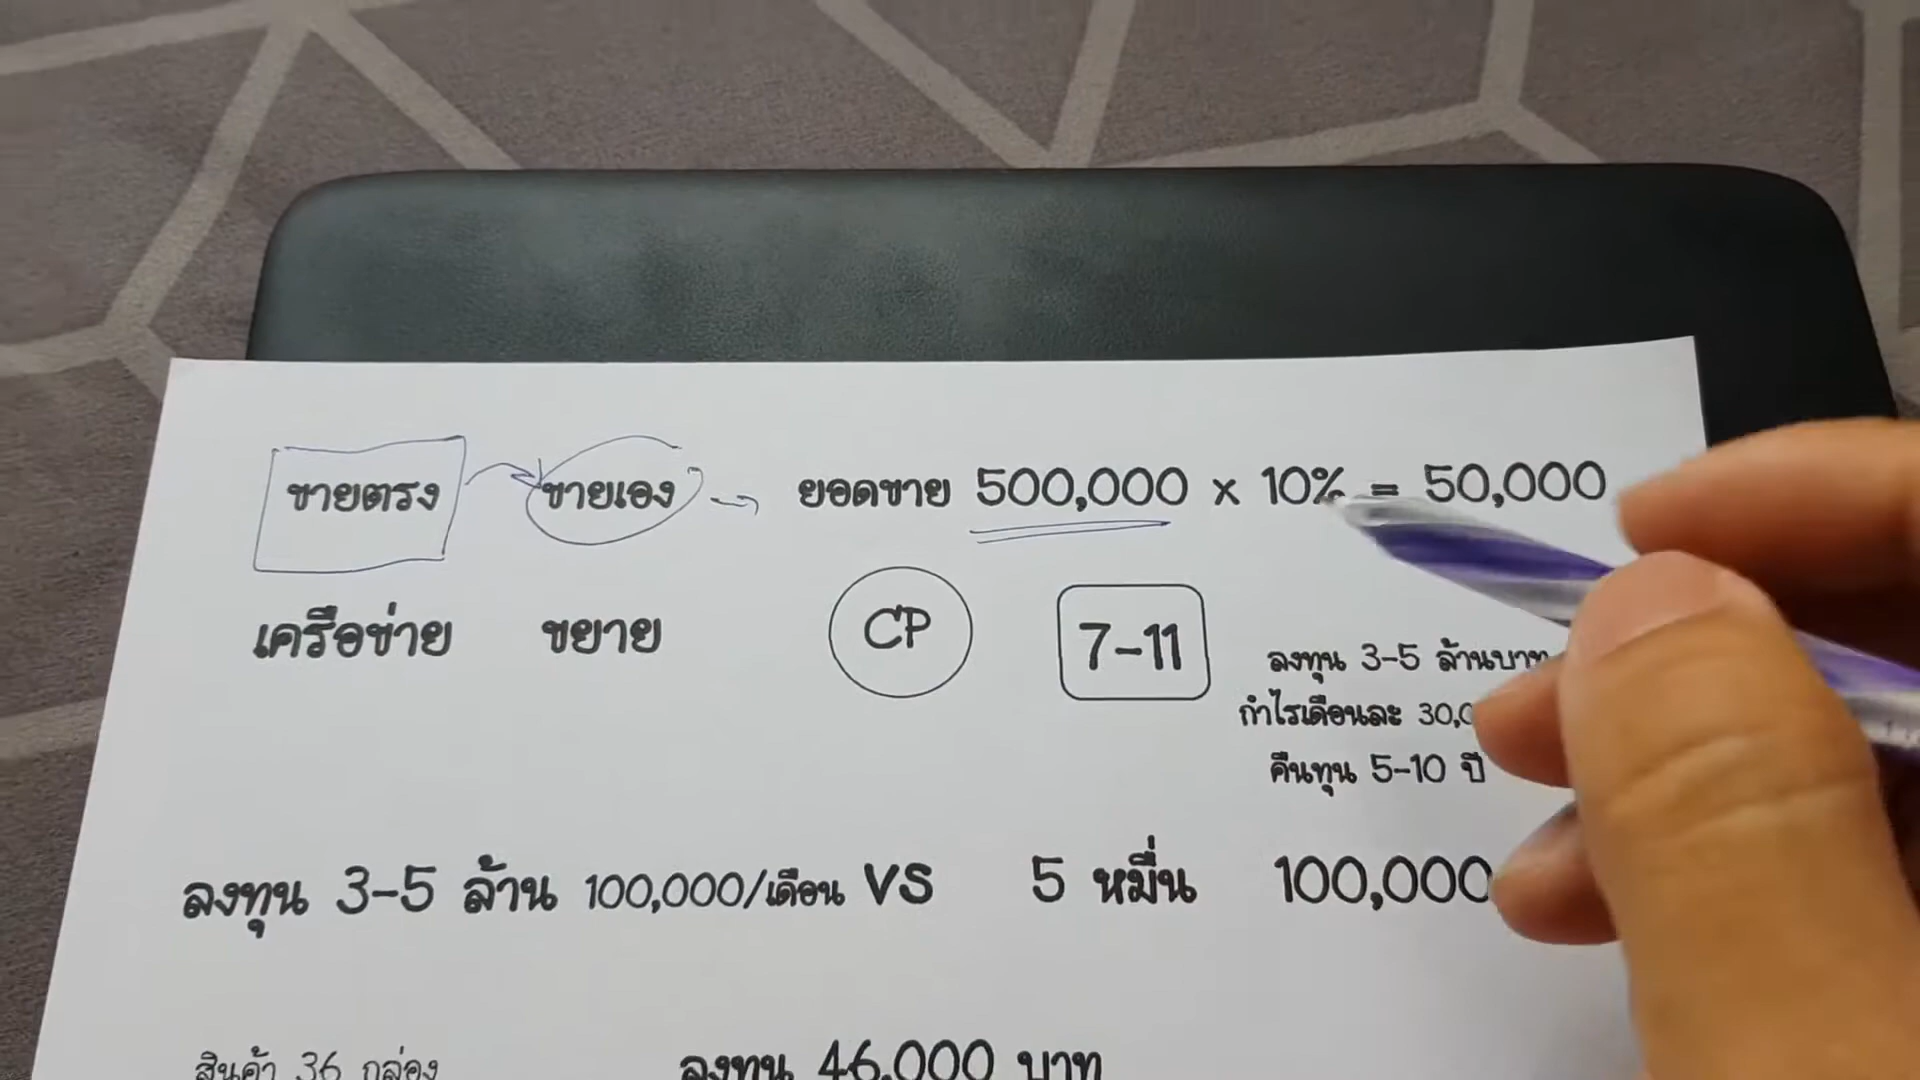 ขายตรง ขายเอง ยอดขาย 500,000 x 10% = 50,000
เครือข่าย ขยาย CP 7-11
ลงทุน 3-5 ล้านบาท
กำไรเดือนละ
คืนทุน 5-10 ปี
ลงทุน 3-5 ล้าน 100,000/เดือน VS 5 หมื่น 100,000
สินค้า 36 กล่อง ลงทุน 46,000 บาท